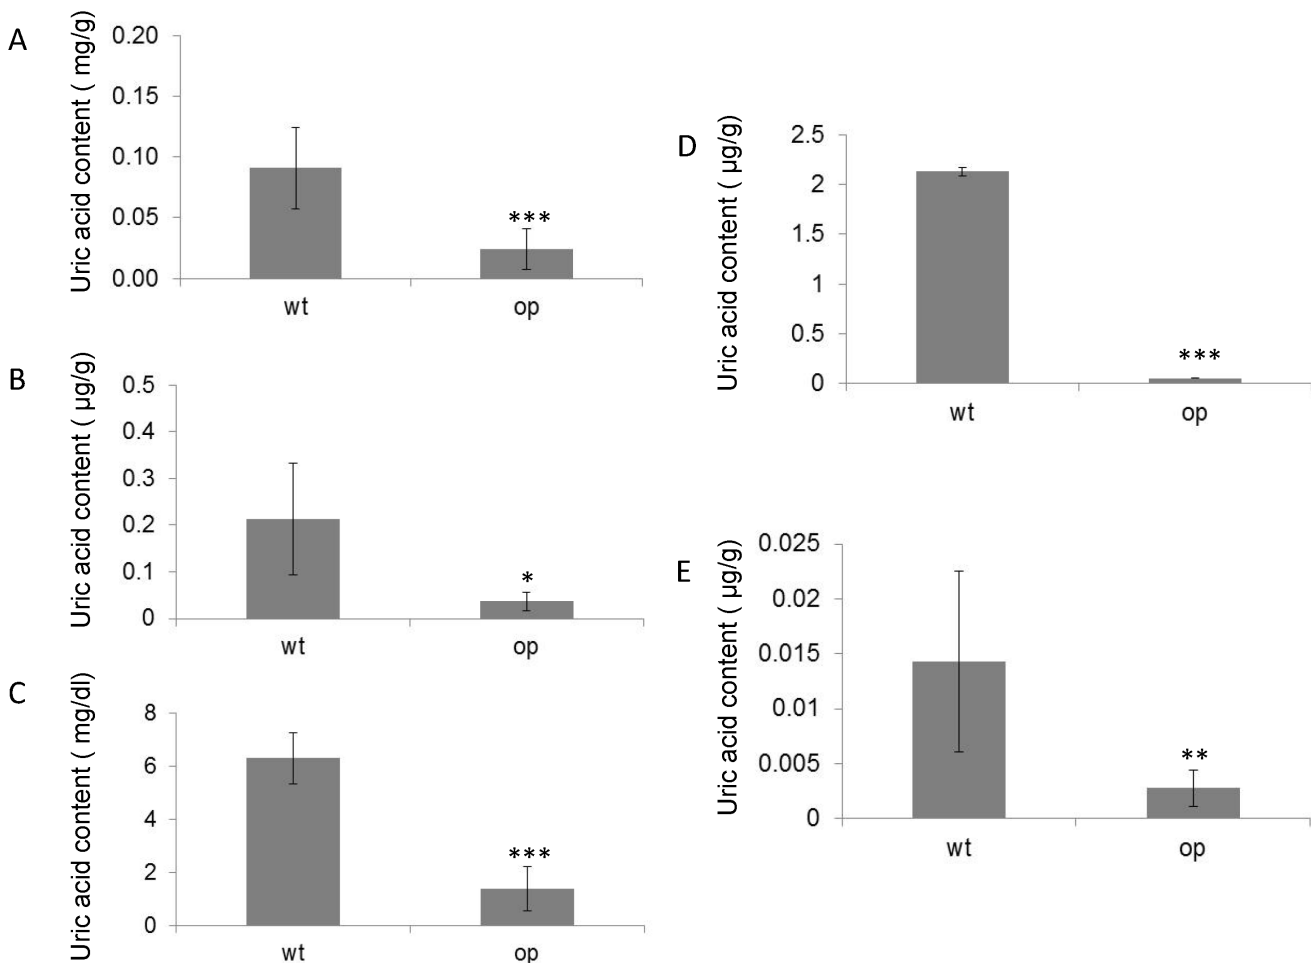 A
Uric acid content ( mg/g)
0.20
0.15
0.10
0.05
0.00
***
wt
op
B
Uric acid content ( µg/g)
0.5
0.4
0.3
0.2
0.1
0
*
wt
op
C
Uric acid content ( mg/dl)
8
6
4
2
0
***
wt
op
D
Uric acid content ( µg/g)
2.5
2
1.5
1
0.5
0
***
wt
op
E
Uric acid content ( µg/g)
0.025
0.02
0.015
0.01
0.005
0
**
wt
op